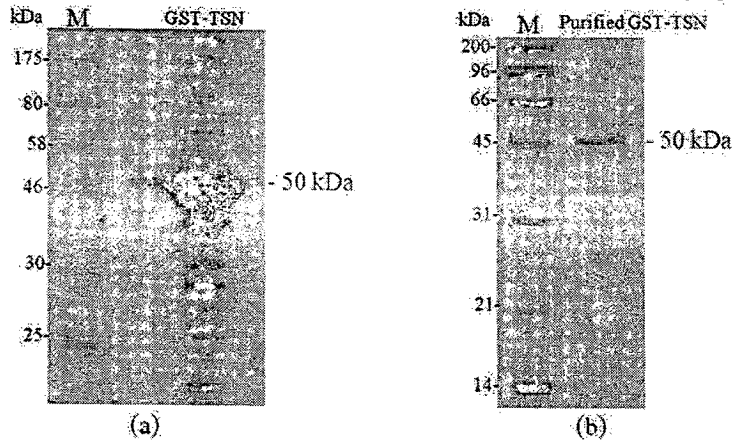 kDa M GST-TSN
175-
80-
58-
46-
- 50 kDa
30-
25-
(a)
kDa M Purified GST-TSN
200-
96-
66-
45-
- 50 kDa
31-
21-
14-
(b)